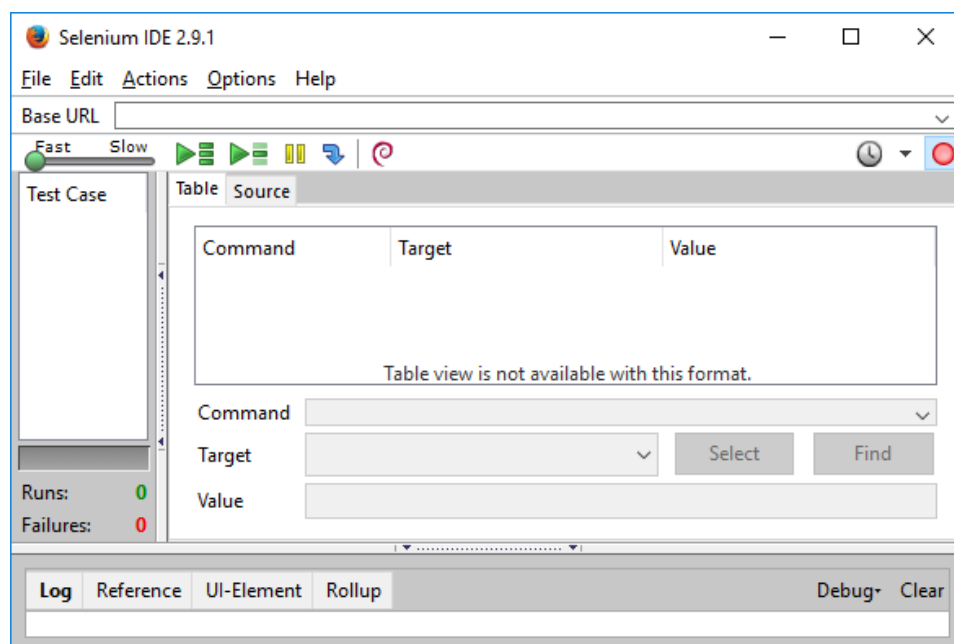 Selenium IDE 2.9.1
File Edit Actions Options Help
Base URL
Fast Slow
Test Case
Table Source
Command Target Value
Table view is not available with this format.
Command
Target Select Find
Value
Runs: 0
Failures: 0
Log Reference UI-Element Rollup Debug Clear